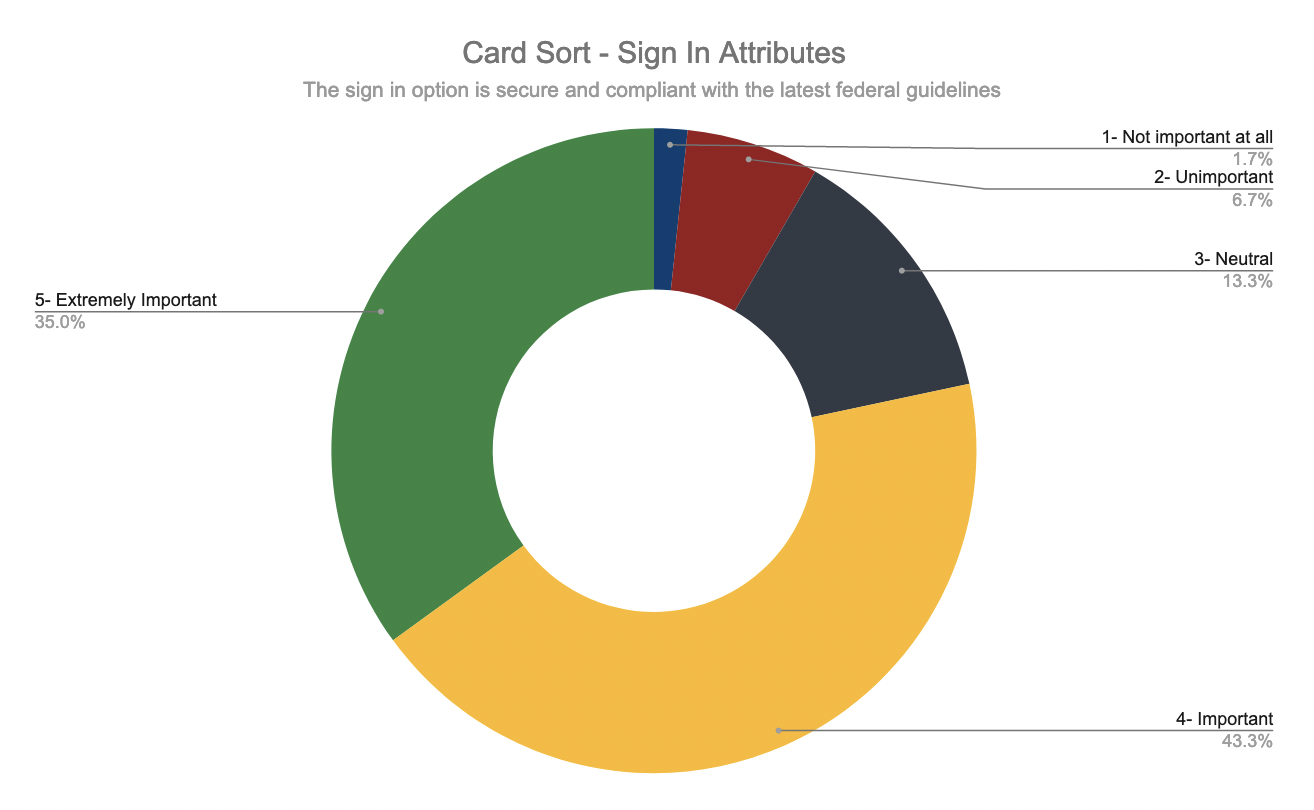 Card Sort - Sign In Attributes
The sign in option is secure and compliant with the latest federal guidelines
1- Not important at all
1.7%
2- Unimportant
6.7%
3- Neutral
13.3%
5- Extremely Important
35.0%
4- Important
43.3%